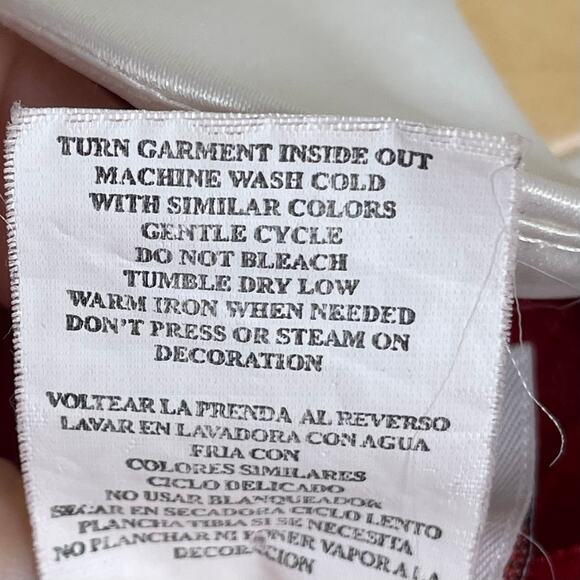 TURN GARMENT INSIDE OUT
MACHINE WASH COLD
WITH SIMILAR COLORS
GENTLE CYCLE
DO NOT BLEACH
TUMBLE DRY LOW
WARM IRON WHEN NEEDED
DON'T PRESS OR STEAM ON
DECORATION
VOLTEAR LA PRENDA AL REVERSO
LAVAR EN LAVADORA CON AGUA
FRIA CON
COLORES SIMILARES
CICLO DELICADO
NO USAR BLANQUEADOR
SECAR EN SECADORA CICLO LENTO
PLANCHA TIBIA SI SE NECESITA
NO PLANCHAR NI PONER VAPOR A LA
DECORACION